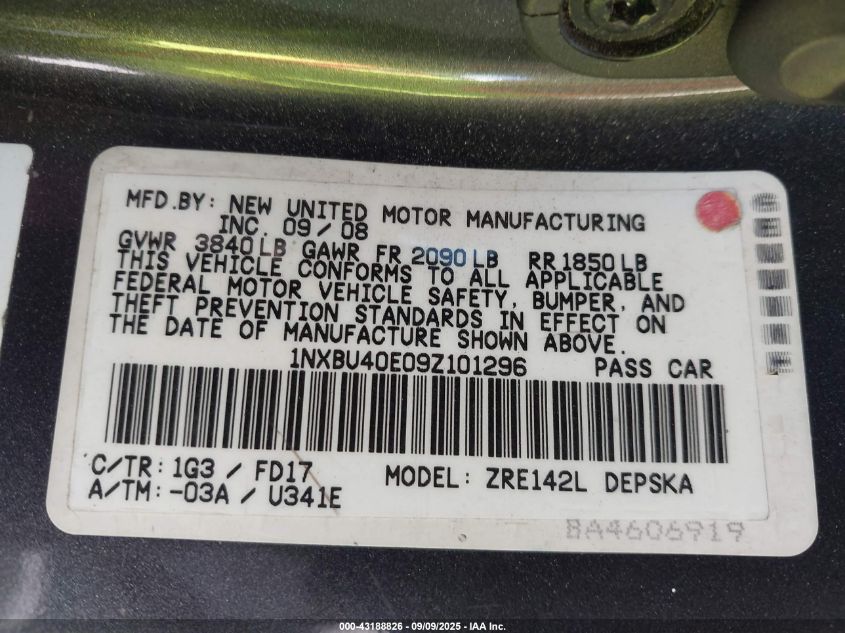 MFD.BY: NEW UNITED MOTOR MANUFACTURING
INC. 09/08
GVWR 3840LB GAWR FR 2090LB RR1850LB
THIS VEHICLE CONFORMS TO ALL APPLICABLE
FEDERAL MOTOR VEHICLE SAFETY, BUMPER, AND
THEFT PREVENTION STANDARDS IN EFFECT ON
THE DATE OF MANUFACTURE SHOWN ABOVE.
1NXBU40E09Z101296 PASS CAR
C/TR: 1G3 / FD17 MODEL: ZRE142L DEPSKA
A/TM: -03A / U341E
BA4606919
000-43188826 - 09/09/2025 - IAA Inc.